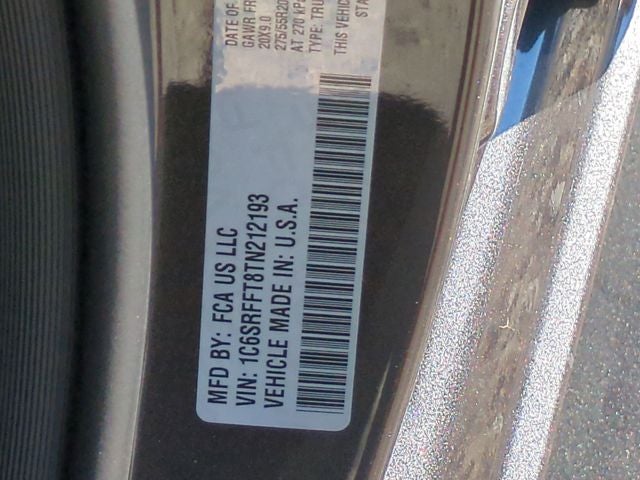 MFD BY: FCA US LLC
VIN: 1C6SRFFT8TN212193
VEHICLE MADE IN: U.S.A.
DATE OF
GAWR FR
20X9.0
275/55R20
AT 270 kP
TYPE: TRU
THIS VEHIC
STA